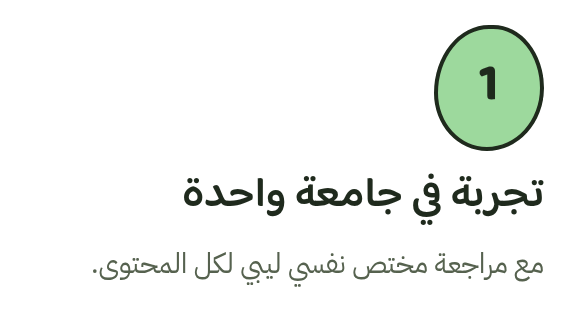 1
تجربة في جامعة واحدة
مع مراجعة مختص نفسي ليبي لكل المحتوى.